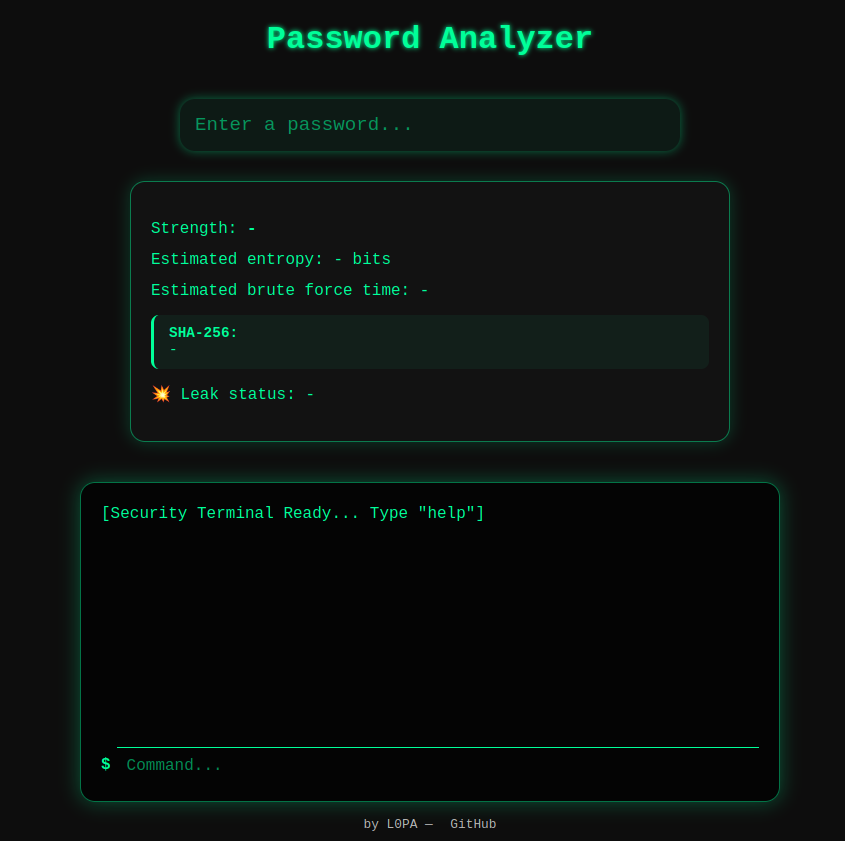 Password Analyzer
Enter a password...
Strength: -
Estimated entropy: - bits
Estimated brute force time: -
SHA-256:
-
💥 Leak status: -
[Security Terminal Ready... Type "help"]
$ Command...
by L0PA — GitHub